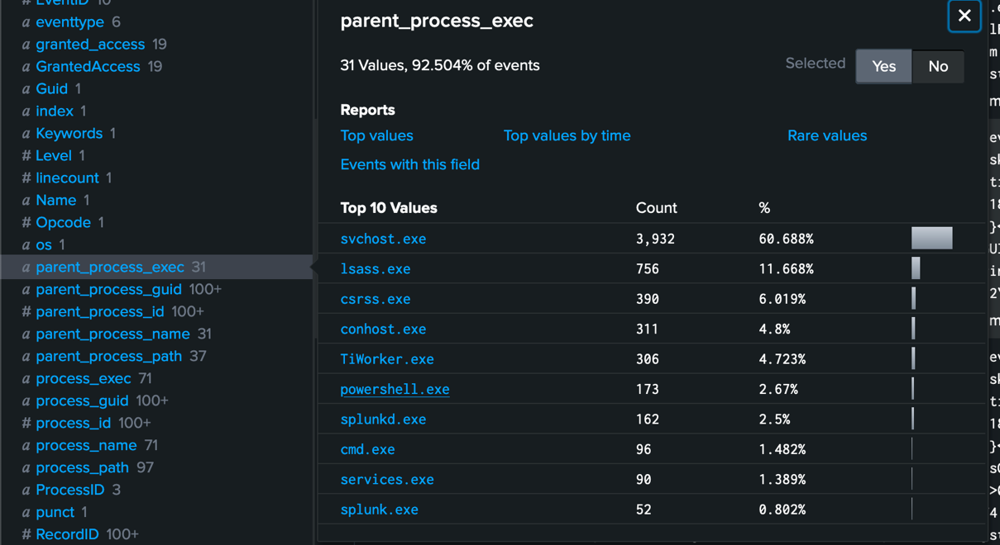 # EventID 10
a eventtype 6
a granted_access 19
a GrantedAccess 19
a Guid 1
a index 1
a Keywords 1
# Level 1
# linecount 1
a Name 1
# Opcode 1
a os 1
a parent_process_exec 31
a parent_process_guid 100+
# parent_process_id 100+
a parent_process_name 31
a parent_process_path 37
a process_exec 71
a process_guid 100+
# process_id 100+
a process_name 71
a process_path 97
a ProcessID 3
a punct 1
# RecordID 100+
parent_process_exec
31 Values, 92.504% of events
Selected Yes No
Reports
Top values Top values by time Rare values
Events with this field
Top 10 Values Count %
svchost.exe 3,932 60.688%
lsass.exe 756 11.668%
csrss.exe 390 6.019%
conhost.exe 311 4.8%
TiWorker.exe 306 4.723%
powershell.exe 173 2.67%
splunkd.exe 162 2.5%
cmd.exe 96 1.482%
services.exe 90 1.389%
splunk.exe 52 0.802%